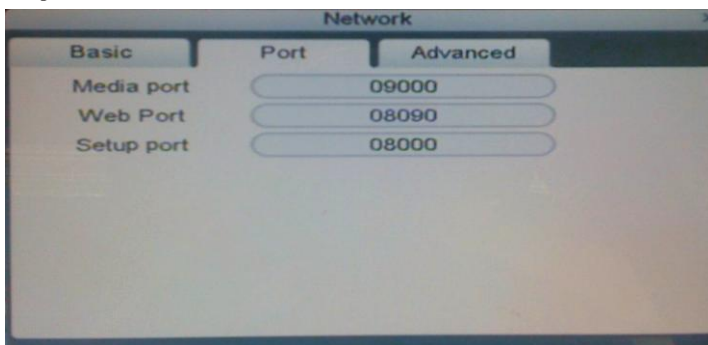 Network
Basic Port Advanced
Media port 09000
Web Port 08090
Setup port 08000